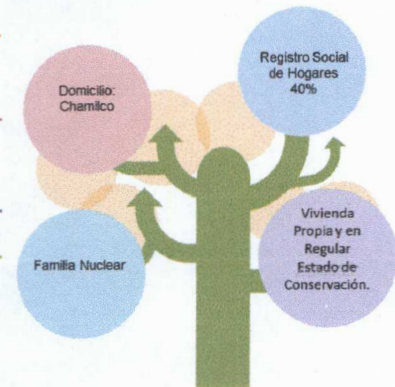 Domicilio:
Chamilco
Registro Social
de Hogares
40%
Familia Nuclear
Vivienda
Propia y en
Regular
Estado de
Conservación.